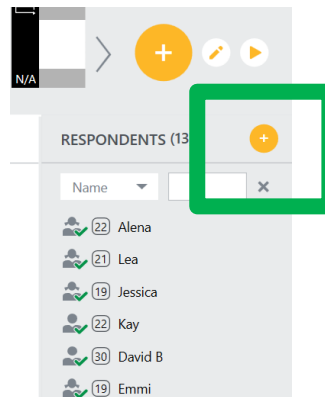 N/A
RESPONDENTS (13
Name
22 Alena
21 Lea
19 Jessica
22 Kay
30 David B
19 Emmi